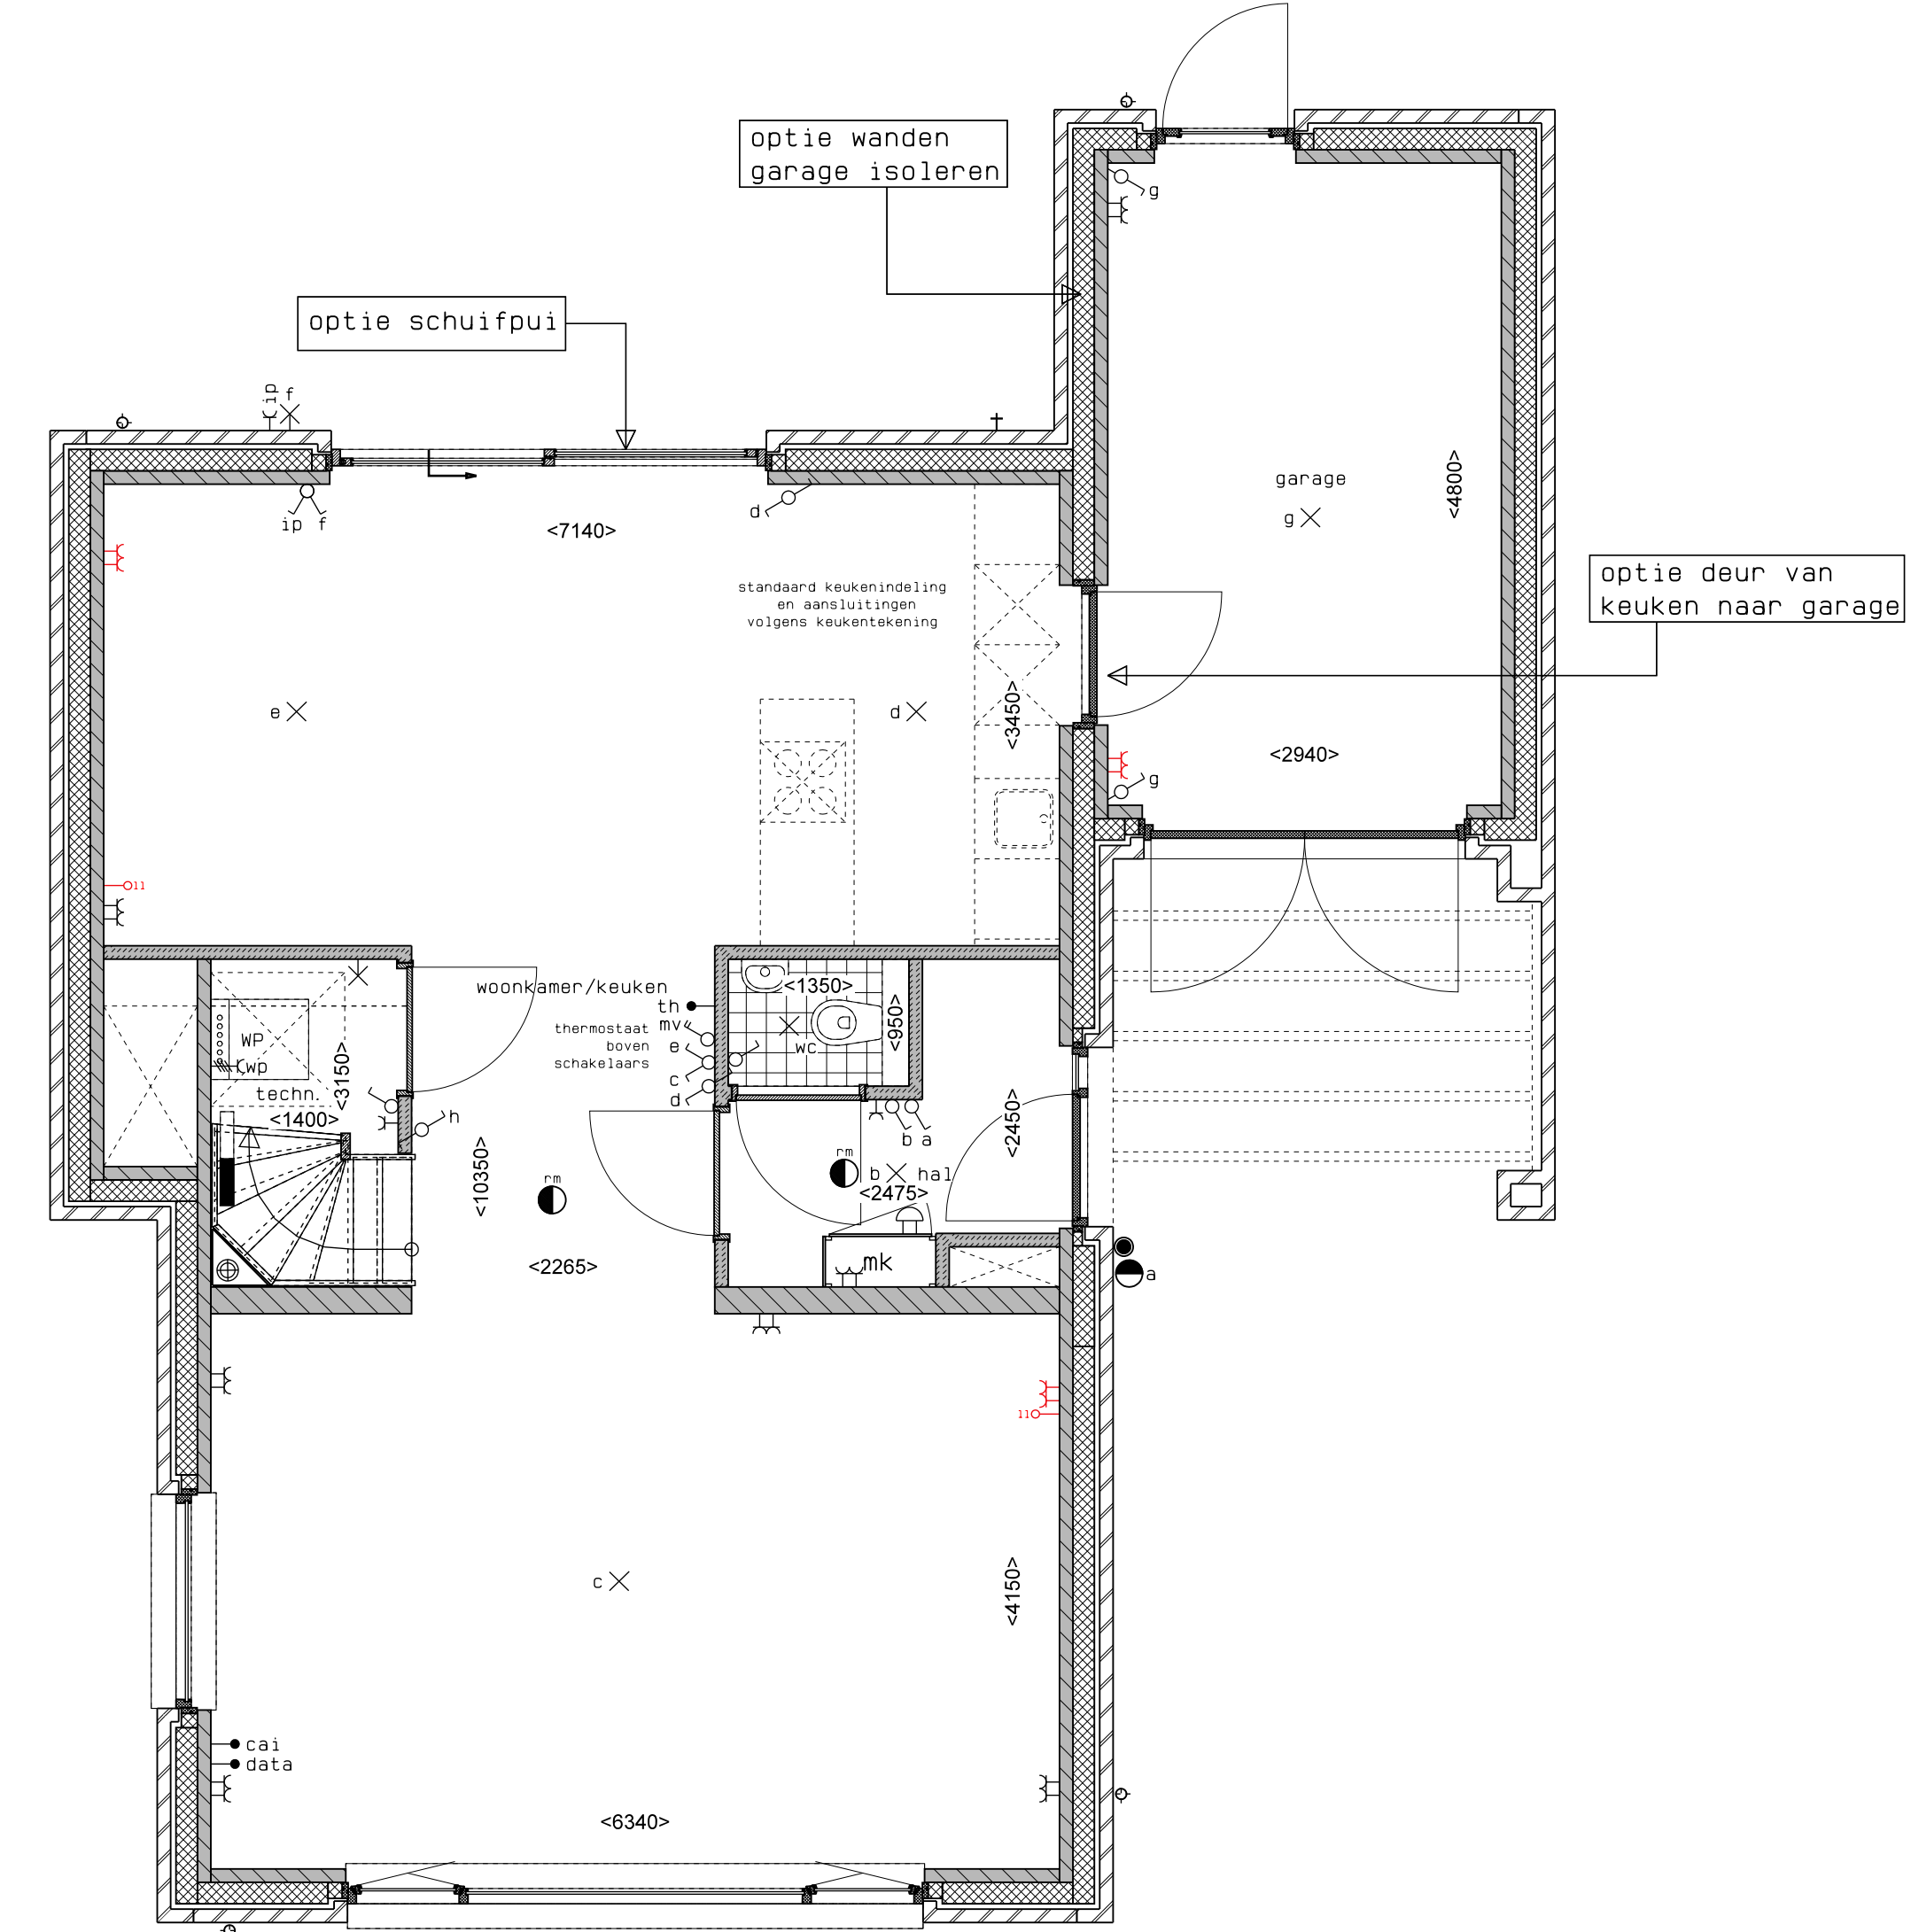 optie wanden
garage isoleren
g
optie schuifpui
ip
f
ip f
d
<7140>
garage
g
<4800>
optie deur van
keuken naar garage
standaard keukenindeling
en aansluitingen
volgens keukentekening
e
d
<3450>
<2940>
g
11
woonkamer/keuken
th
thermostaat
boven
schakelaars
mv
e
c
d
<1350>
<950>
wc
WP
wp
techn.
<3150>
<1400>
h
<10350>
rm
<2265>
b a
<2450>
rm
b
hal
<2475>
mk
a
11
c
<4150>
cai
data
<6340>